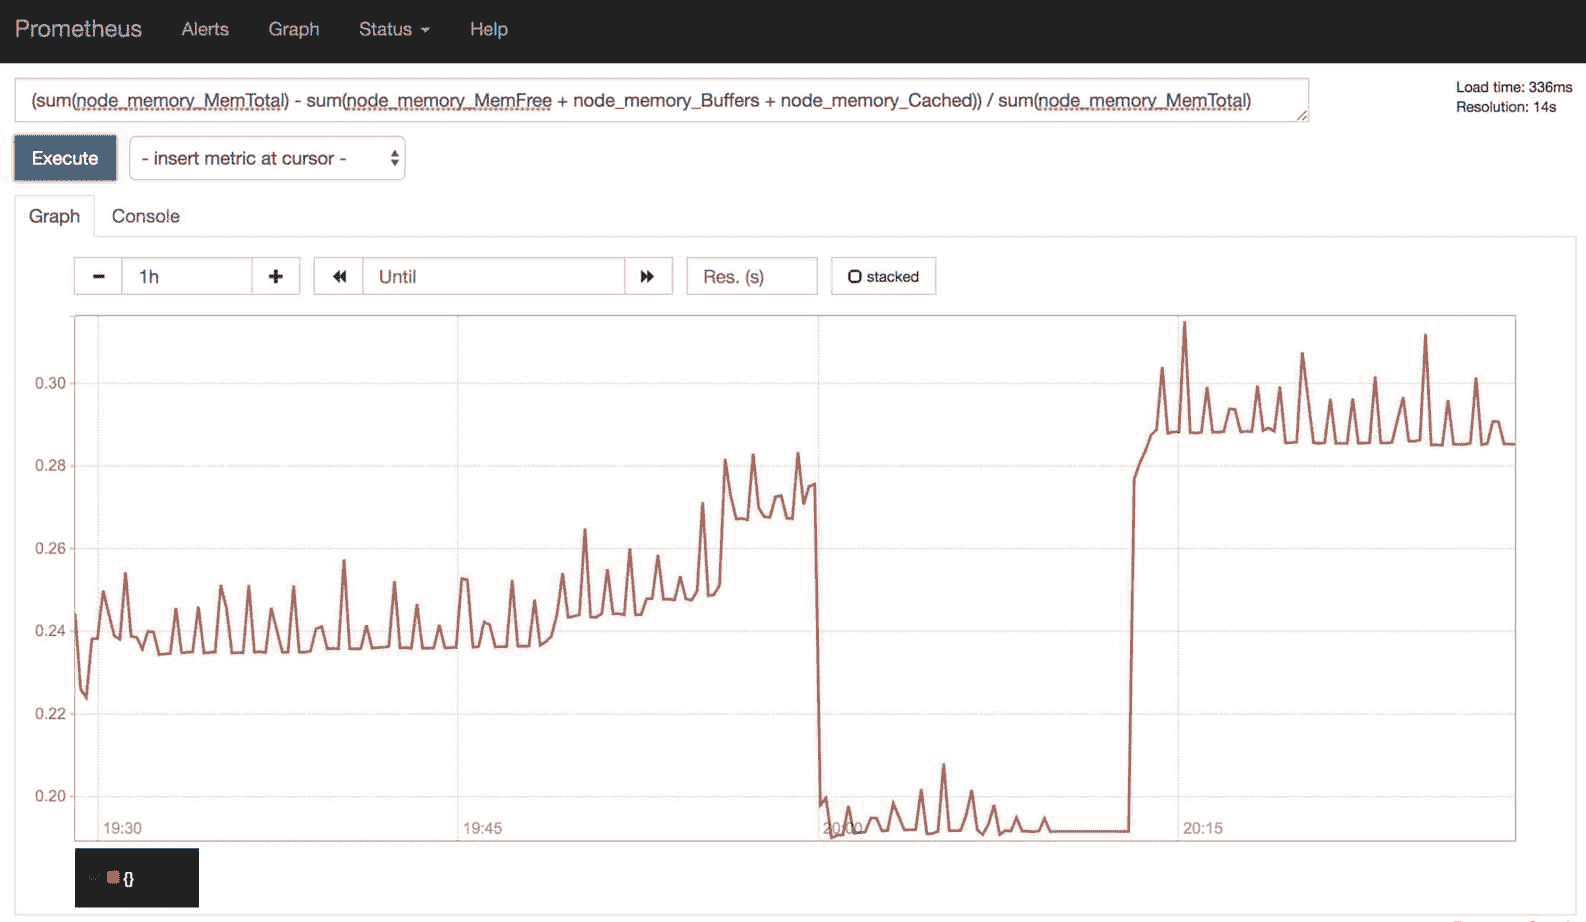 Prometheus Alerts Graph Status Help
(sum(node_memory_MemTotal) - sum(node_memory_MemFree + node_memory_Buffers + node_memory_Cached)) / sum(node_memory_MemTotal)
Load time: 336ms
Resolution: 14s
Execute - insert metric at cursor -
Graph Console
1h Until Res. (s) stacked
0.30
0.28
0.26
0.24
0.22
0.20
19:30 19:45 20:00 20:15
{}